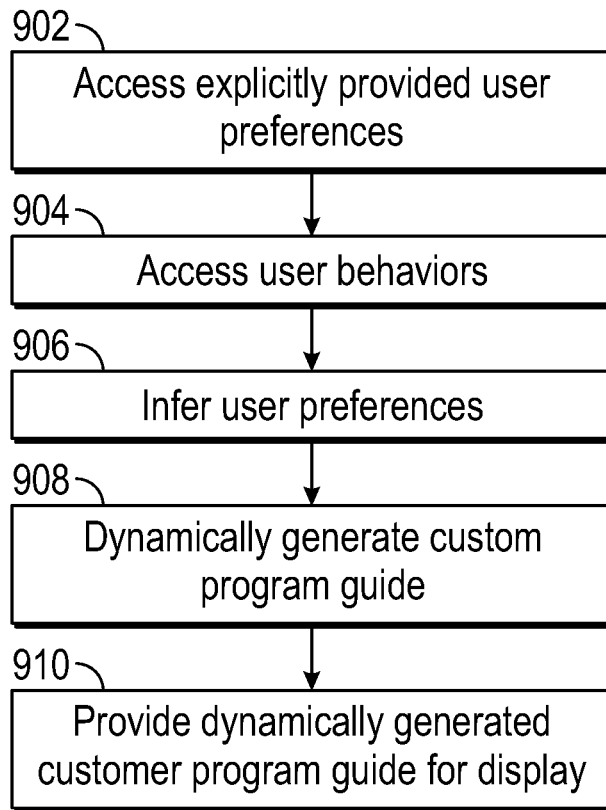 902
Access explicitly provided user
preferences
904
Access user behaviors
906
Infer user preferences
908
Dynamically generate custom
program guide
910
Provide dynamically generated
customer program guide for display